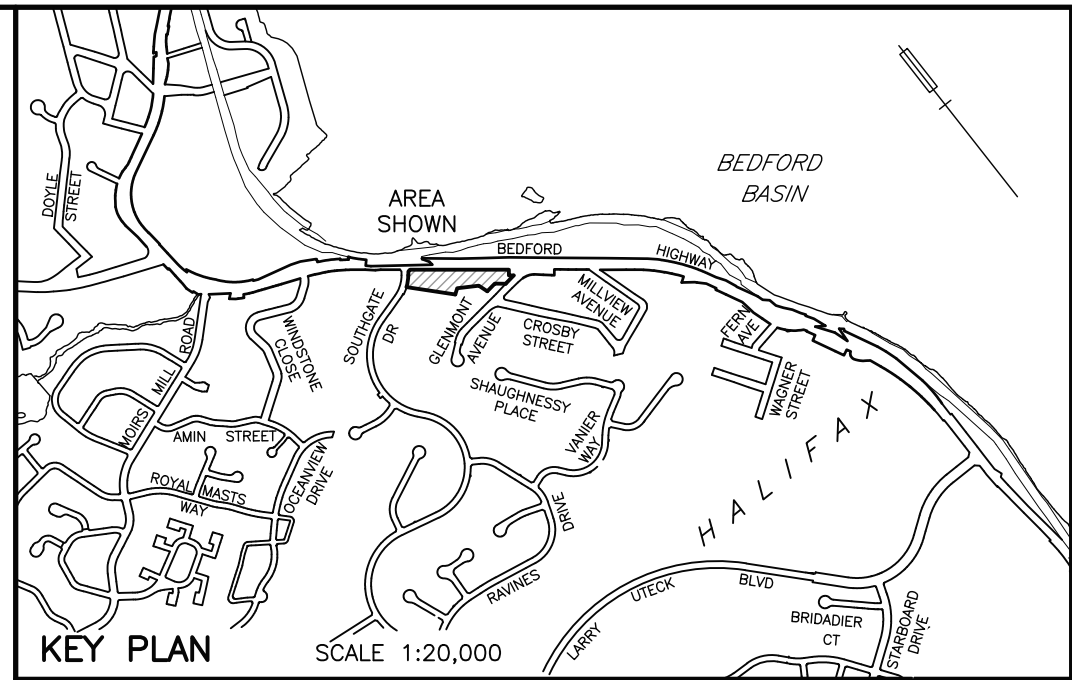 DOYLE
STREET
AREA
SHOWN
BEDFORD
BASIN
BEDFORD
HIGHWAY
SOUTHGATE
DR
GLENMONT
AVENUE
MILLVIEW
AVENUE
CROSBY
STREET
FERN
AVE
WAGNER
STREET
WINDSTONE
CLOSE
MOIRS MILL ROAD
SHAUGHNESSY
PLACE
VANIER
WAY
AMIN STREET
OCEANVIEW
DRIVE
ROYAL MASTS
WAY
HALIFAX
RAVINES DRIVE
LARRY UTECK BLVD
BRIDADIER
CT
STARBOARD
DRIVE
KEY PLAN
SCALE 1:20,000